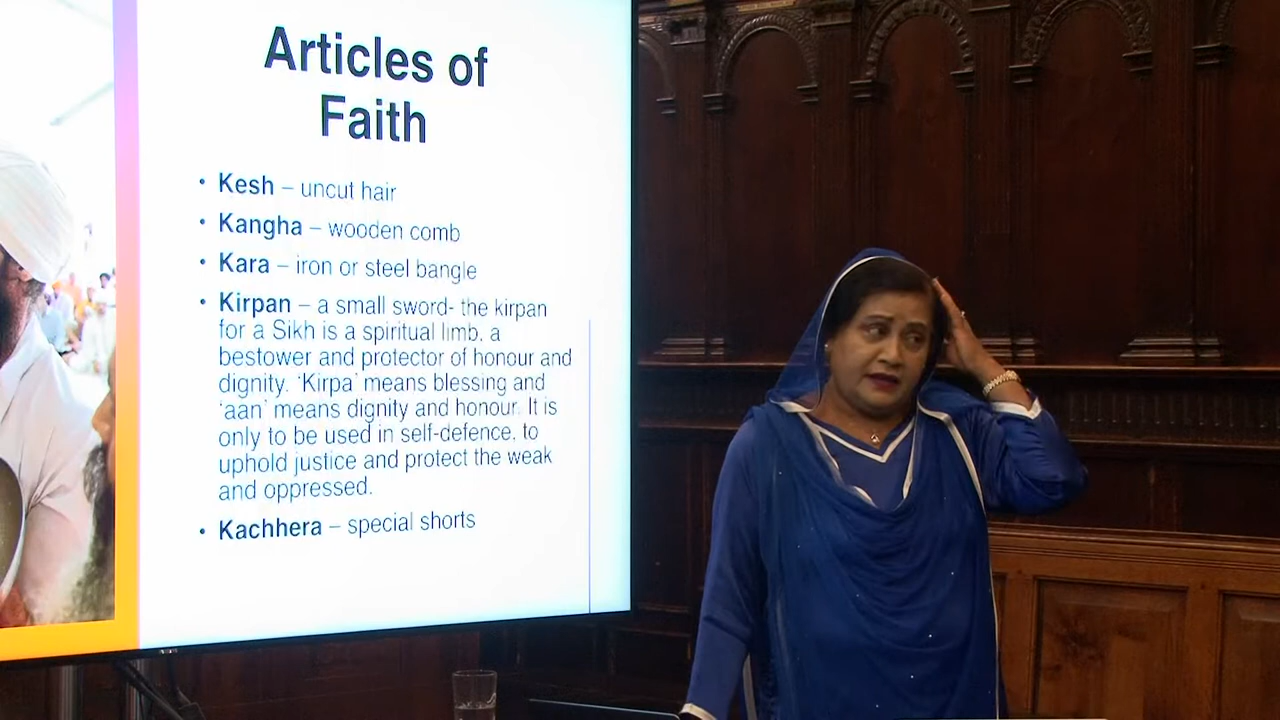 Articles of
Faith
• Kesh – uncut hair
• Kangha – wooden comb
• Kara – iron or steel bangle
• Kirpan – a small sword- the kirpan
for a Sikh is a spiritual limb, a
bestower and protector of honour and
dignity. ‘Kirpa’ means blessing and
‘aan’ means dignity and honour. It is
only to be used in self-defence, to
uphold justice and protect the weak
and oppressed.
• Kachhera – special shorts